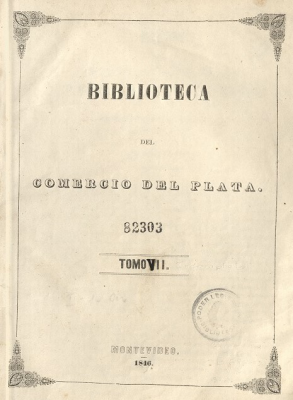 BIBLIOTECA
DEL
COMERCIO DEL PLATA.
82303
TOMO VII.
MONTEVIDEO,
1846.